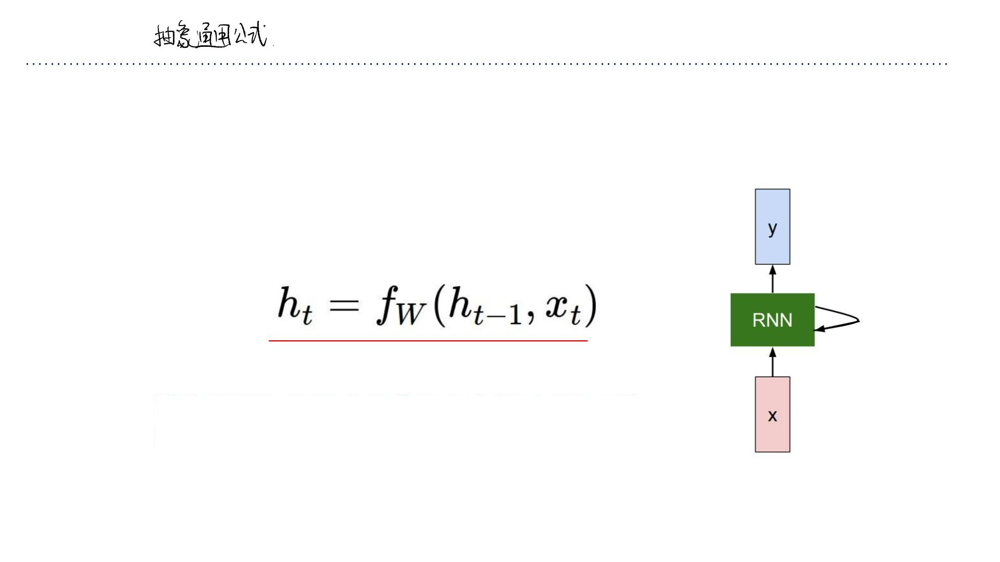 抽象通用公式.
y
h_t = f_W(h_{t-1}, x_t)
RNN
x